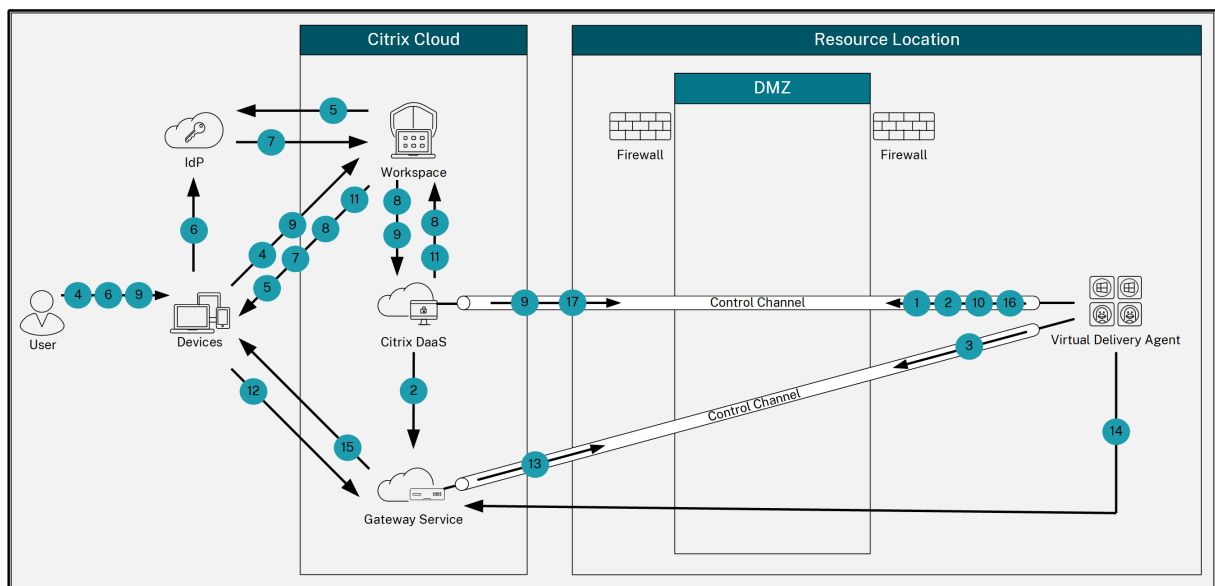 Citrix Cloud
Resource Location
DMZ
5
7
IdP
Workspace
Firewall
Firewall
11
8
8
9
8
7
9
4
6
9
11
5
4 6 9
User
Devices
Citrix DaaS
9 17
Control Channel
1 2 10 16
Virtual Delivery Agent
3
2
12
Control Channel
14
15
13
Gateway Service